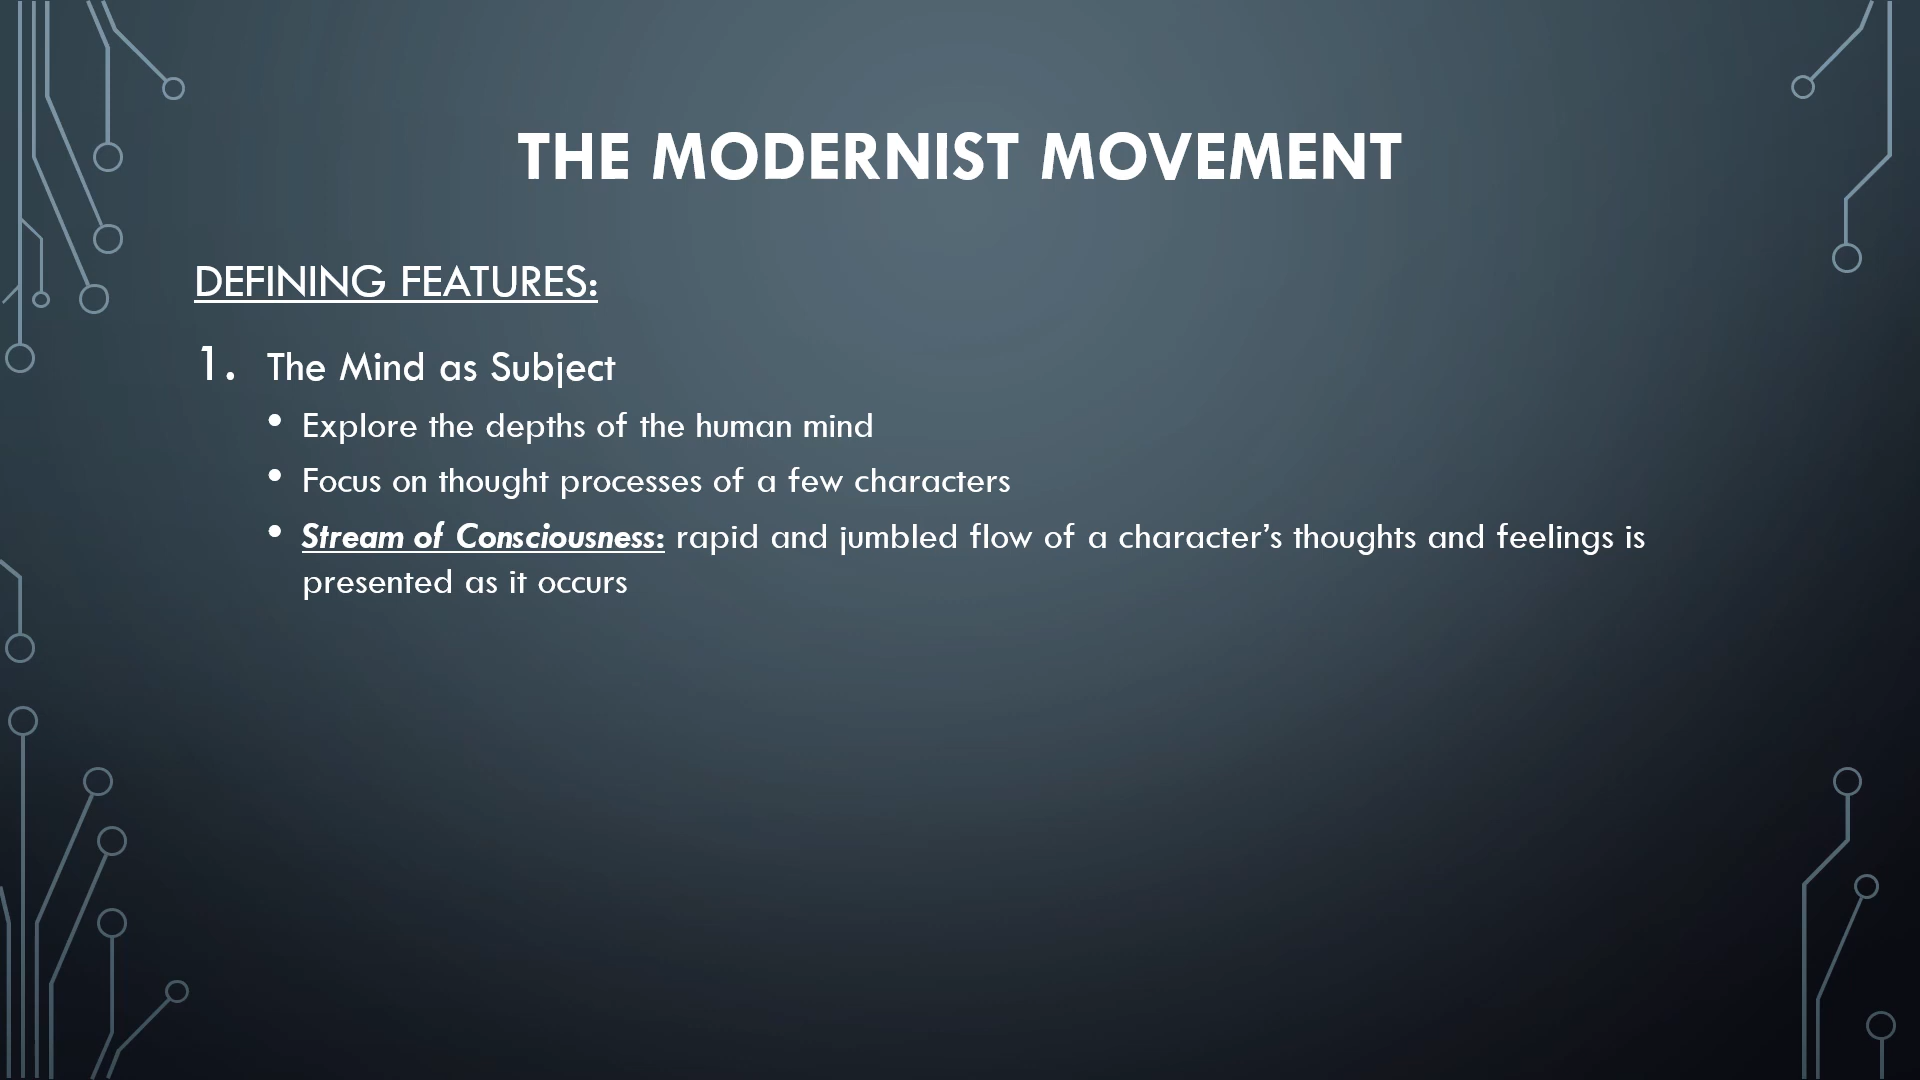 THE MODERNIST MOVEMENT
DEFINING FEATURES:
1. The Mind as Subject
• Explore the depths of the human mind
• Focus on thought processes of a few characters
• Stream of Consciousness: rapid and jumbled flow of a character’s thoughts and feelings is
presented as it occurs